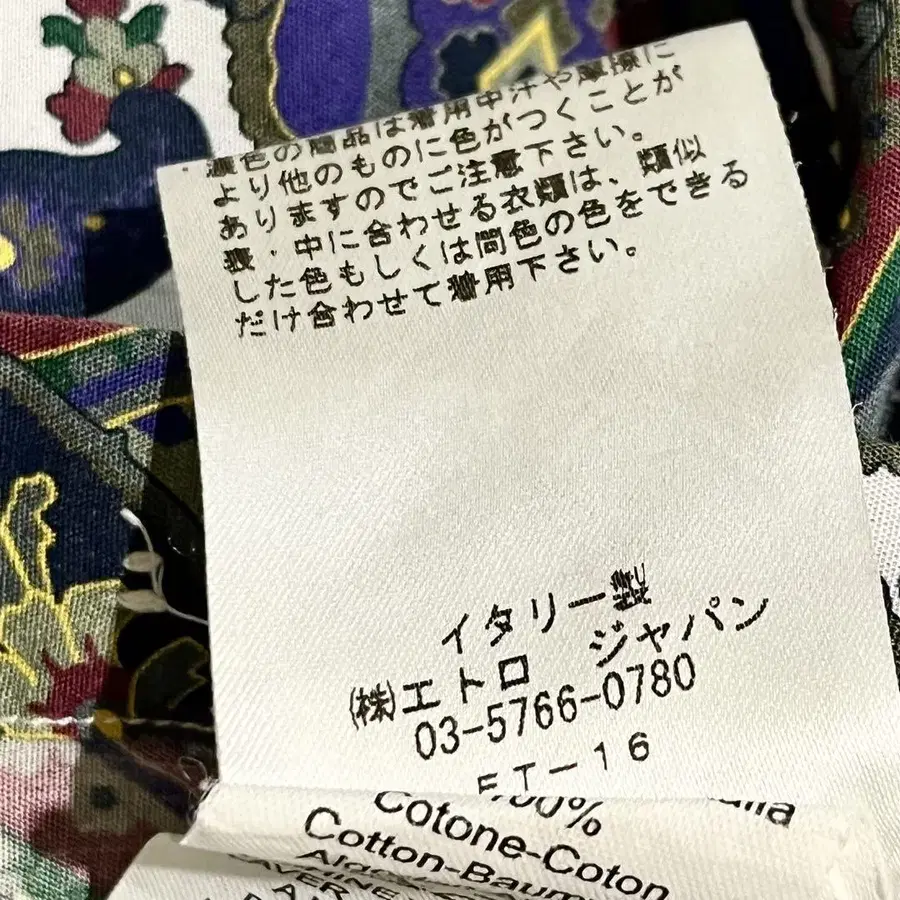 ・濃色の商品は着用中汗や摩擦に
より他のものに色がつくことが
ありますのでご注意下さい。
表・中に合わせる衣類は、類似
した色もしくは同色の色をできる
だけ合わせて着用下さい。
イタリー製
㈱エトロ ジャパン
03-5766-0780
ET-16
100%
Cotone-Coton
Cotton-Baum